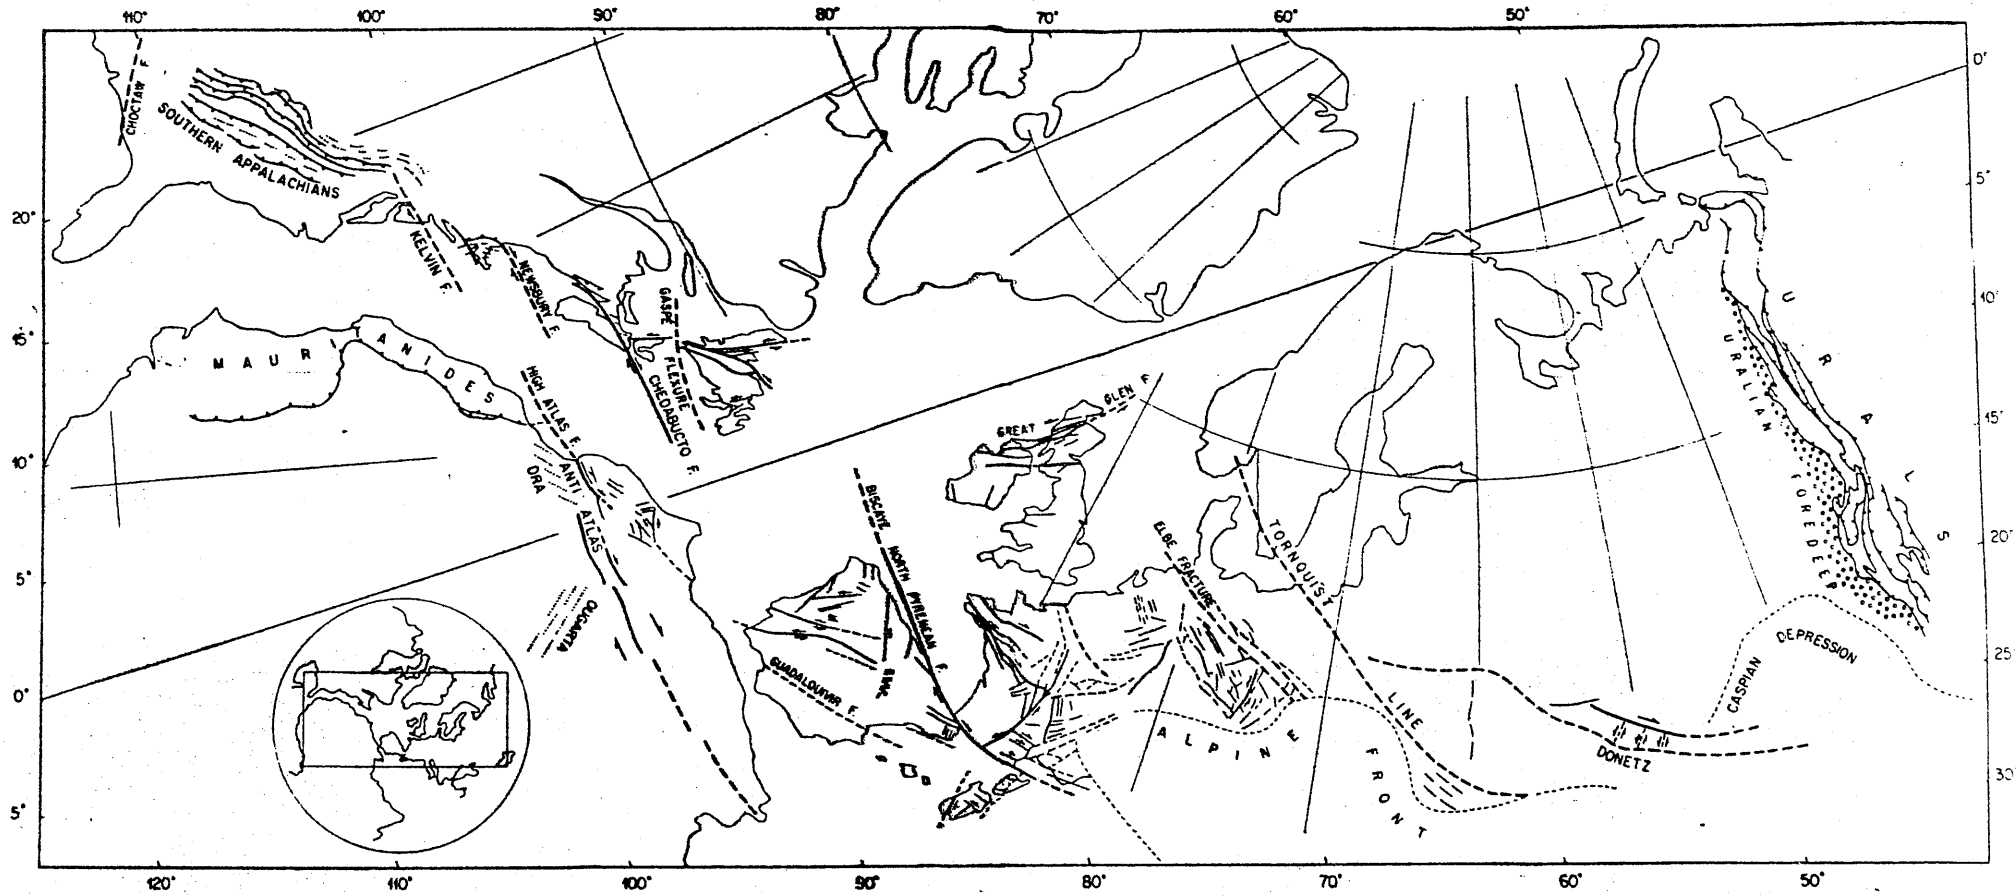 100° 90° 80° 70° 60° 50°
0°
5°
10°
15°
20°
25°
30°
20°
15°
10°
5°
0°
5°
120° 110° 100° 90° 80° 70° 60° 50°
CHOCTAW F.
SOUTHERN APPALACHIANS
KELVIN F.
NEWSBURY F.
GASPE FLEXURE
CHEDABUCTO F.
MAURITANIDES
HIGH ATLAS F.
ANTI ATLAS
DRA
OUGARTA
BISCAYE NORTH PYRENEAN F.
GUADALQUIVIR F.
GREAT GLEN F.
ELBE FRACTURE
TORNQUIST LINE
ALPINE FRONT
DONETZ
CASPIAN DEPRESSION
URALS
URALIAN FOREDEEP